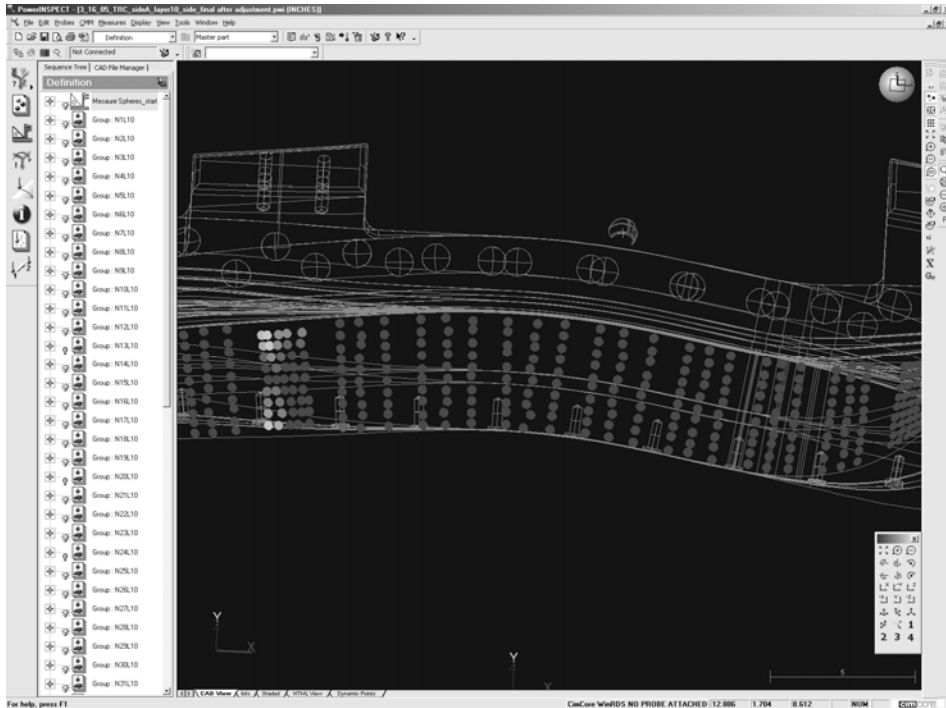 PowerINSPECT - [3_16_05_TRC_sideA_layer10_side_final after adjustment.pwi (INCHES)]
File Edit Probes CMM Measures Display View Tools Window Help
Definition
Master part
Not Connected
Sequence Tree CAD File Manager
Definition
Mesaure Spheres_start
Group : N1L10
Group : N2L10
Group : N3L10
Group : N4L10
Group : N5L10
Group : N6L10
Group : N7L10
Group : N8L10
Group : N9L10
Group : N10L10
Group : N11L10
Group : N12L10
Group : N13L10
Group : N14L10
Group : N15L10
Group : N16L10
Group : N17L10
Group : N18L10
Group : N19L10
Group : N20L10
Group : N21L10
Group : N22L10
Group : N23L10
Group : N24L10
Group : N25L10
Group : N26L10
Group : N27L10
Group : N28L10
Group : N29L10
Group : N30L10
Group : N31L10
Y
X
Y
X
5
1
2 3 4
CAD View Info Shaded HTML View Dynamic Points
For help, press F1
CimCore WinRDS NO PROBE ATTACHED 12.886 1.704 0.612 NUM cimcore